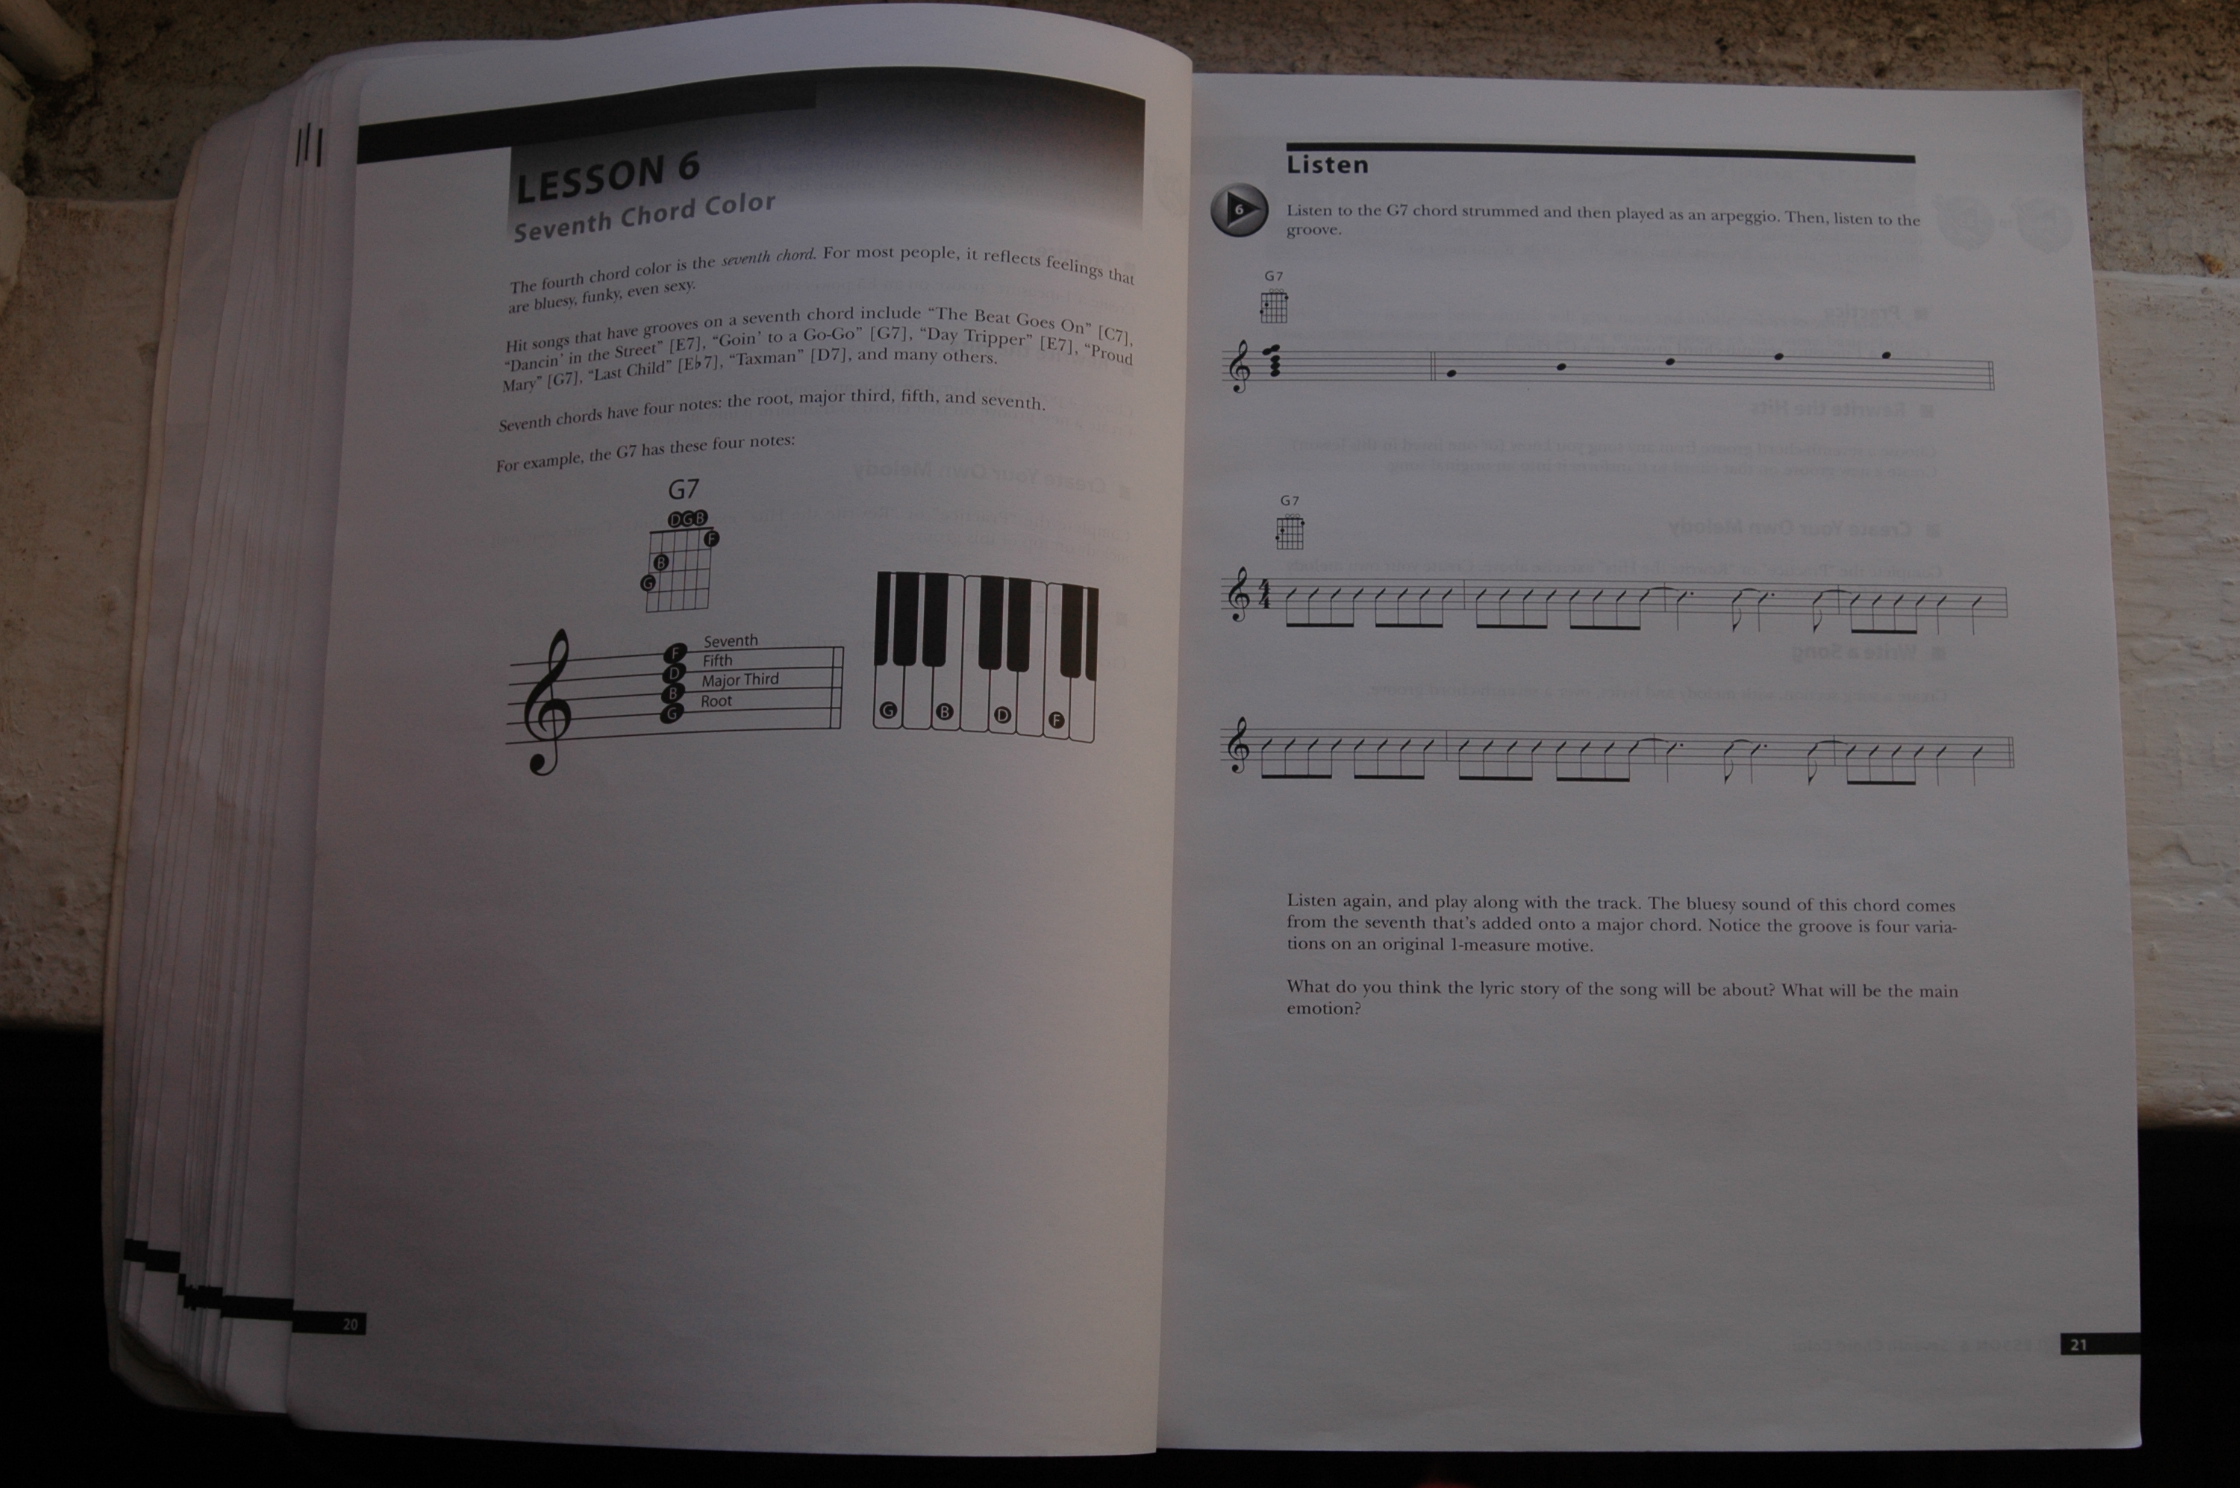 LESSON 6
Seventh Chord Color
The fourth chord color is the seventh chord. For most people, it reflects feelings that
are bluesy, funky, even sexy.
Hit songs that have grooves on a seventh chord include “The Beat Goes On” [C7],
“Dancin’ in the Street” [E7], “Goin’ to a Go-Go” [G7], “Day Tripper” [E7], “Proud
Mary” [G7], “Last Child” [E♭7], “Taxman” [D7], and many others.
Seventh chords have four notes: the root, major third, fifth, and seventh.
For example, the G7 has these four notes:
G7
D G B
F
B
G
F Seventh
D Fifth
B Major Third
G Root
G B D F
20
Listen
6
Listen to the G7 chord strummed and then played as an arpeggio. Then, listen to the
groove.
G7
G7
4
4
Listen again, and play along with the track. The bluesy sound of this chord comes
from the seventh that’s added onto a major chord. Notice the groove is four varia-
tions on an original 1-measure motive.
What do you think the lyric story of the song will be about? What will be the main
emotion?
21